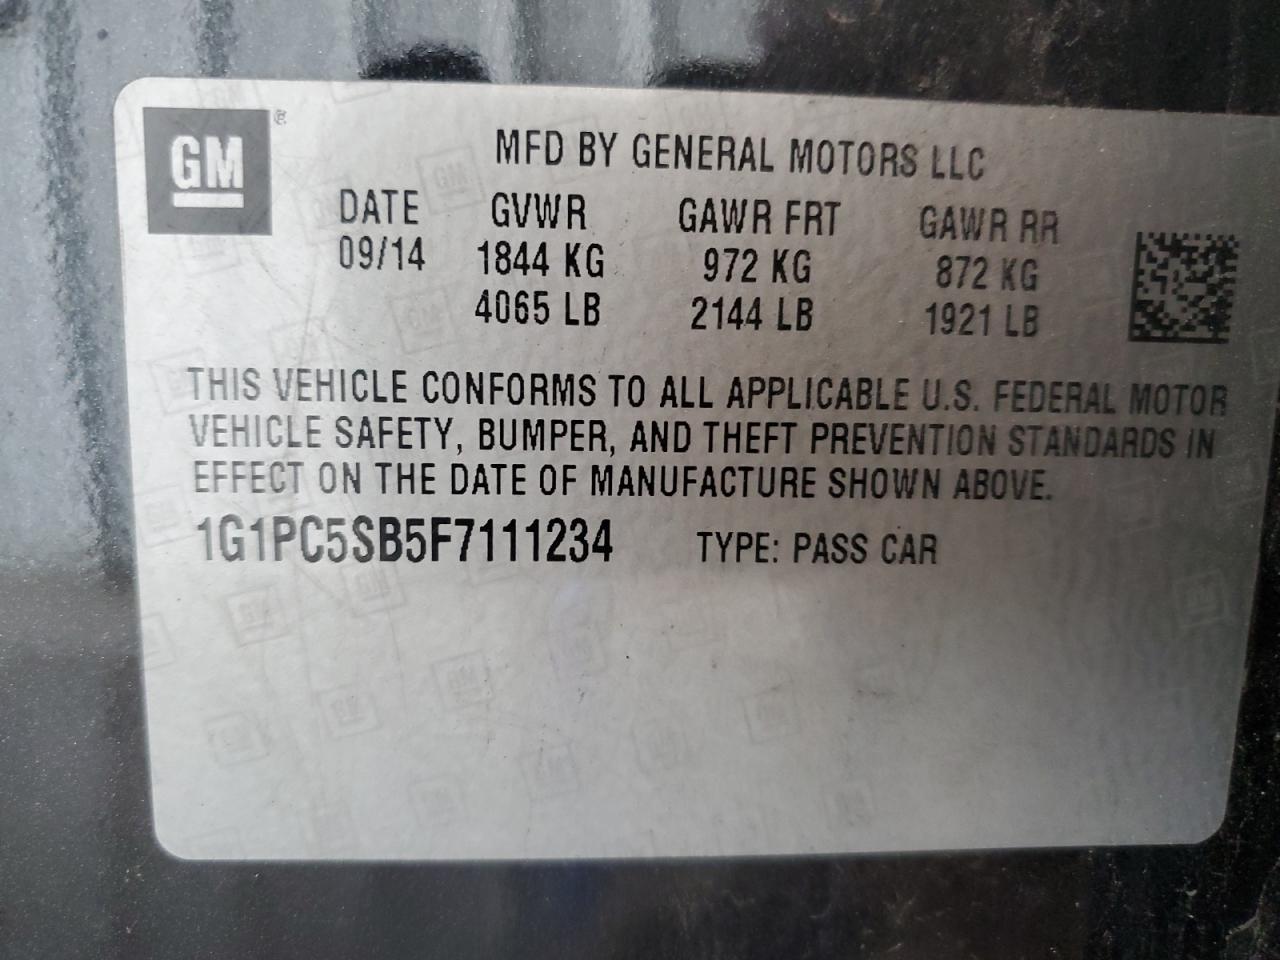 GM ®
MFD BY GENERAL MOTORS LLC
DATE GVWR GAWR FRT GAWR RR
09/14 1844 KG 972 KG 872 KG
4065 LB 2144 LB 1921 LB
THIS VEHICLE CONFORMS TO ALL APPLICABLE U.S. FEDERAL MOTOR
VEHICLE SAFETY, BUMPER, AND THEFT PREVENTION STANDARDS IN
EFFECT ON THE DATE OF MANUFACTURE SHOWN ABOVE.
1G1PC5SB5F7111234 TYPE: PASS CAR